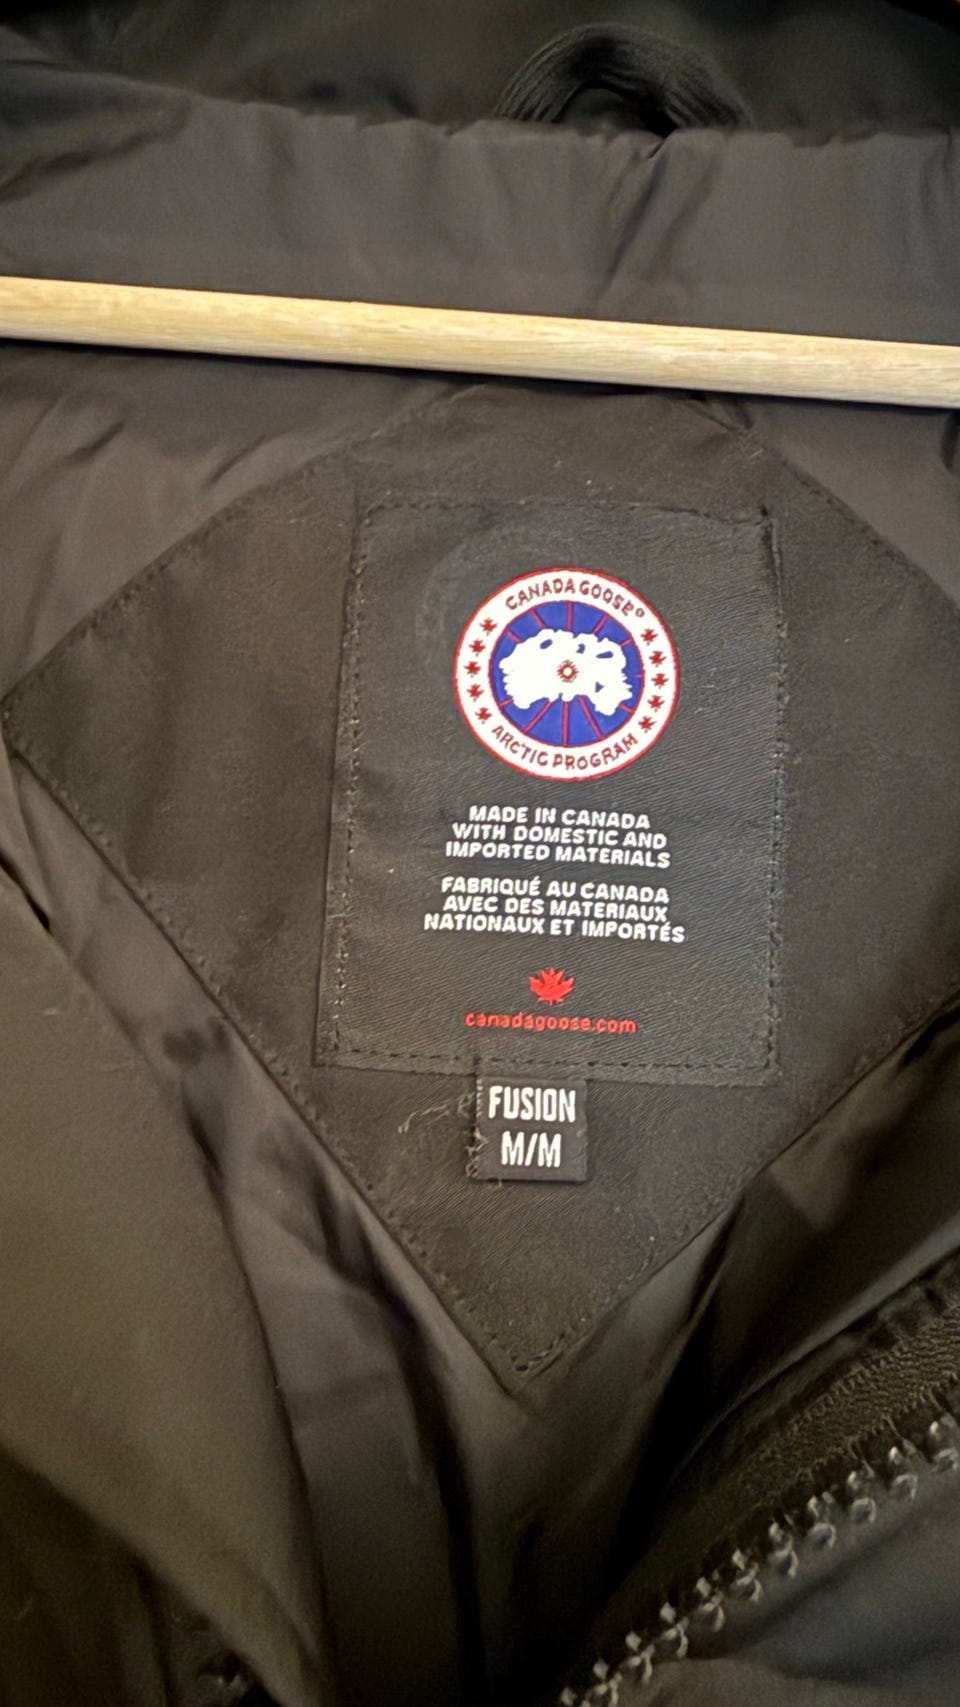 CANADA GOOSE®
ARCTIC PROGRAM
MADE IN CANADA
WITH DOMESTIC AND
IMPORTED MATERIALS
FABRIQUÉ AU CANADA
AVEC DES MATERIAUX
NATIONAUX ET IMPORTÉS
canadagoose.com
FUSION
M/M